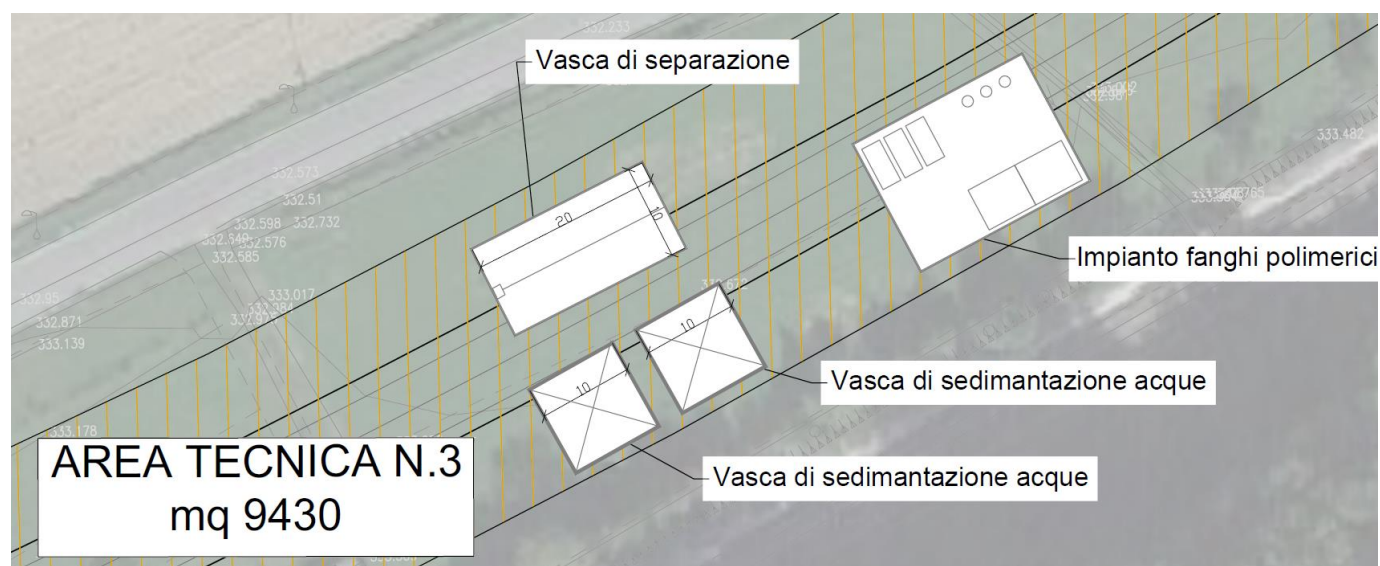 332.233
Vasca di separazione
333.482
332.573
332.51
332.598
332.732
332.576
332.585
20
10
Impianto fanghi polimerici
333.017
332.95
332.871
333.139
10
10
Vasca di sedimantazione acque
333.178
AREA TECNICA N.3
mq 9430
Vasca di sedimantazione acque